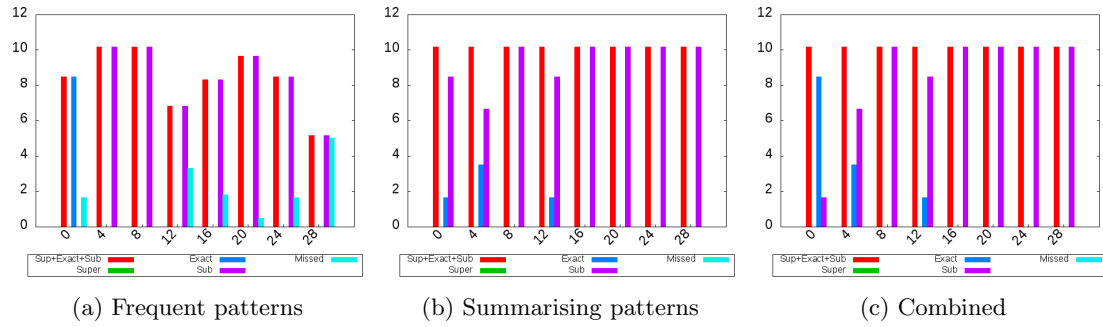 12
10
8
6
4
2
0
0 4 8 12 16 20 24 28
Sup+Exact+Sub Exact Missed
Super Sub
(a) Frequent patterns
12
10
8
6
4
2
0
0 4 8 12 16 20 24 28
Sup+Exact+Sub Exact Missed
Super Sub
(b) Summarising patterns
12
10
8
6
4
2
0
0 4 8 12 16 20 24 28
Sup+Exact+Sub Exact Missed
Super Sub
(c) Combined